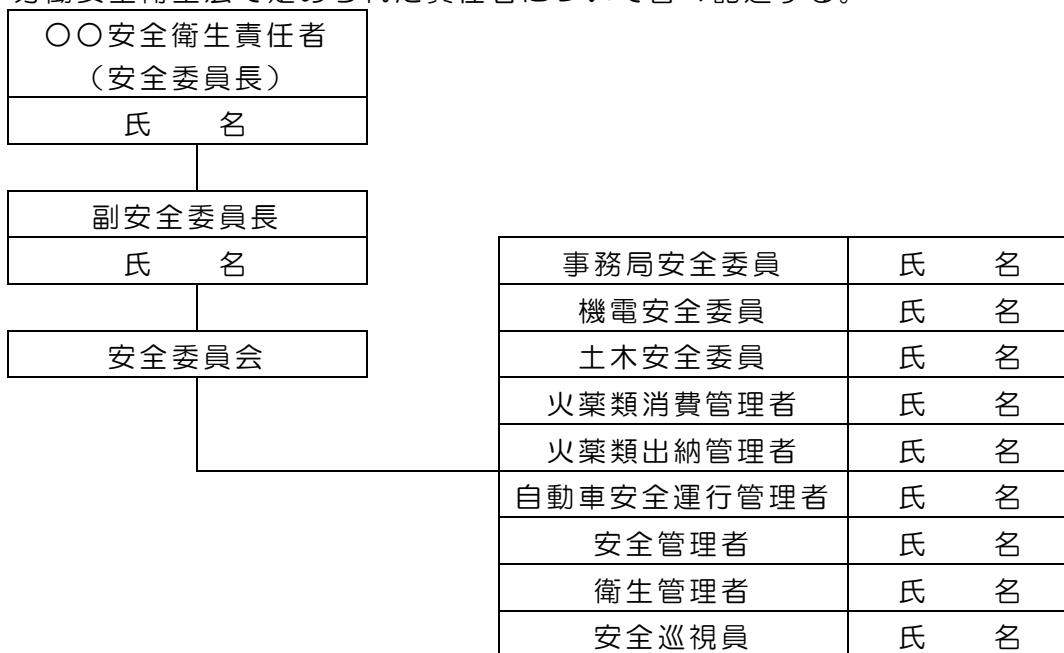 〇〇安全衛生責任者
（安全委員長）
氏　　名
副安全委員長
氏　　名
安全委員会
事務局安全委員　氏　　名
機電安全委員　氏　　名
土木安全委員　氏　　名
火薬類消費管理者　氏　　名
火薬類出納管理者　氏　　名
自動車安全運行管理者　氏　　名
安全管理者　氏　　名
衛生管理者　氏　　名
安全巡視員　氏　　名